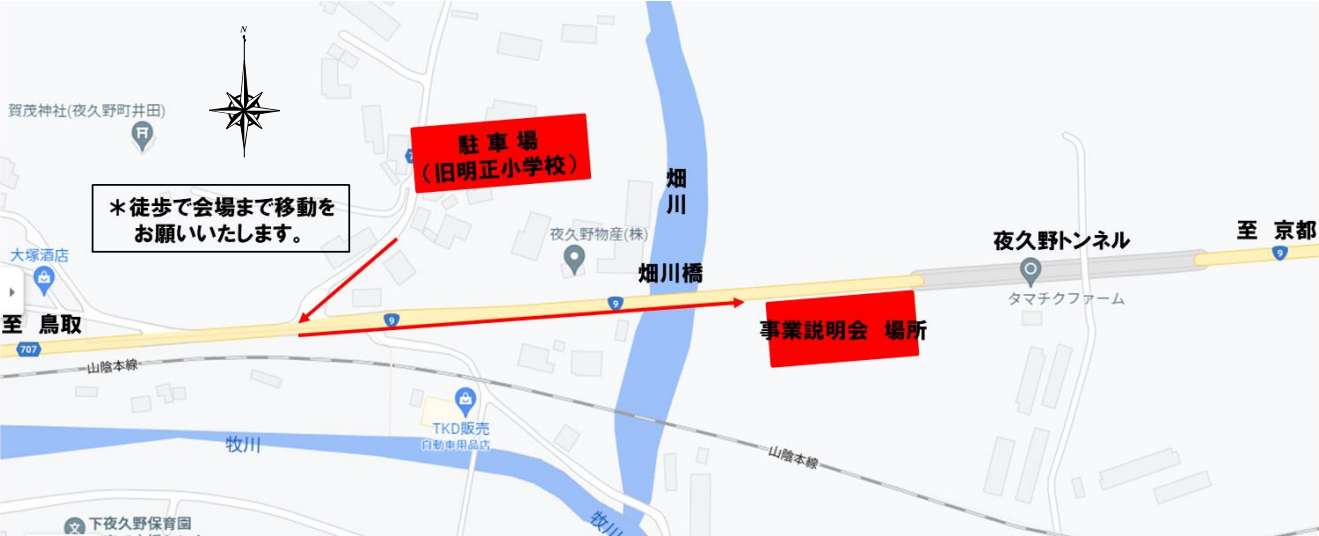 N
賀茂神社(夜久野町井田)
駐車場
(旧明正小学校)
*徒歩で会場まで移動を
お願いいたします。
畑川
夜久野物産(株)
大塚酒店
畑川橋
夜久野トンネル
至 京都
9
タマチクファーム
至 鳥取
707
9
9
事業説明会 場所
山陰本線
TKD販売
自動車用品店
牧川
山陰本線
牧川
下夜久野保育園